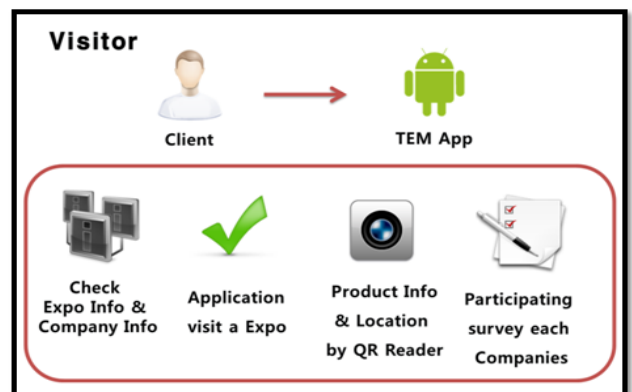 Visitor
Client
TEM App
Check
Expo Info &
Company Info
Application
visit a Expo
Product Info
& Location
by QR Reader
Participating
survey each
Companies